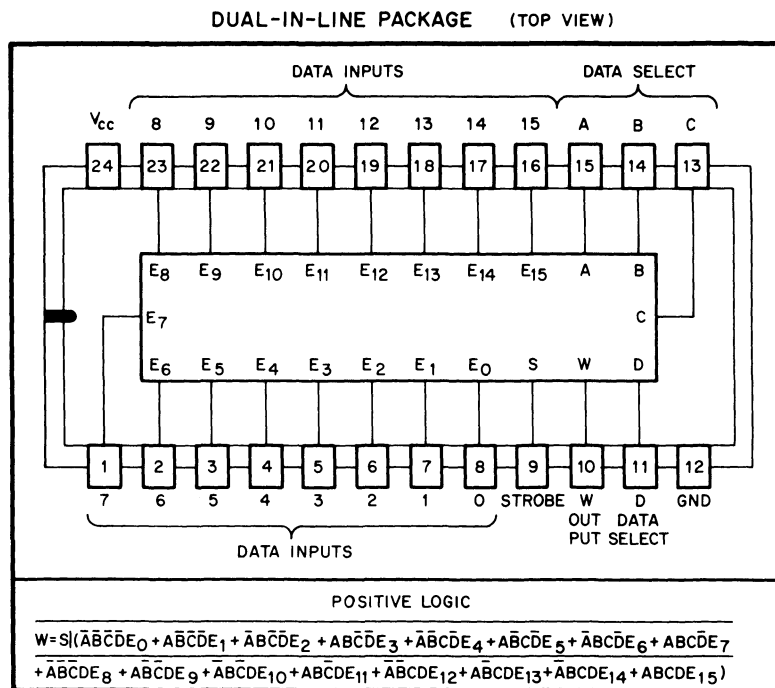 DUAL-IN-LINE PACKAGE (TOP VIEW)
DATA INPUTS DATA SELECT
Vcc 8 9 10 11 12 13 14 15 A B C
24 23 22 21 20 19 18 17 16 15 14 13
E8 E9 E10 E11 E12 E13 E14 E15 A B
E7 C
E6 E5 E4 E3 E2 E1 E0 S W D
1 2 3 4 5 6 7 8 9 10 11 12
7 6 5 4 3 2 1 0 STROBE W D GND
OUT DATA
PUT SELECT
DATA INPUTS
POSITIVE LOGIC
W=S|(ĀB̄C̄D̄E0 + AB̄C̄D̄E1 + ĀBC̄D̄E2 + ABC̄D̄E3 + ĀB̄CD̄E4 + AB̄CD̄E5 + ĀBCD̄E6 + ABCD̄E7
+ĀB̄C̄DE8 + AB̄C̄DE9 + ĀBC̄DE10 + ABC̄DE11 + ĀB̄CDE12 + AB̄CDE13 + ĀBCDE14 + ABCDE15)